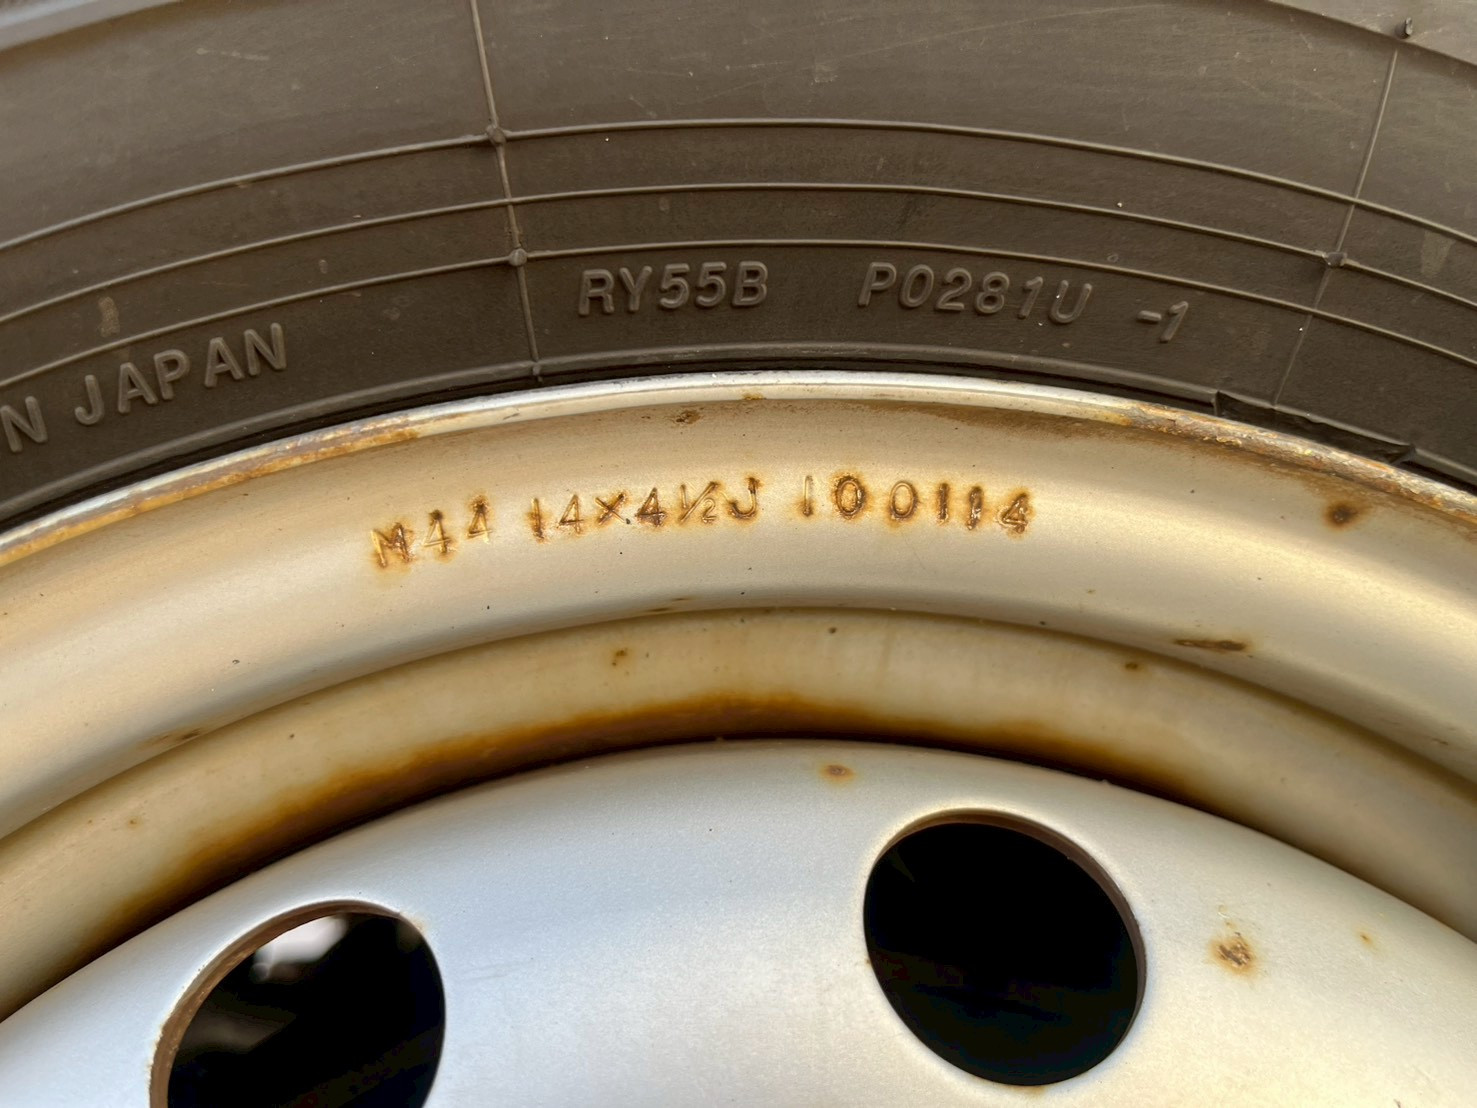 N JAPAN
RY55B P0281U -1
M44 14×4½J 100114